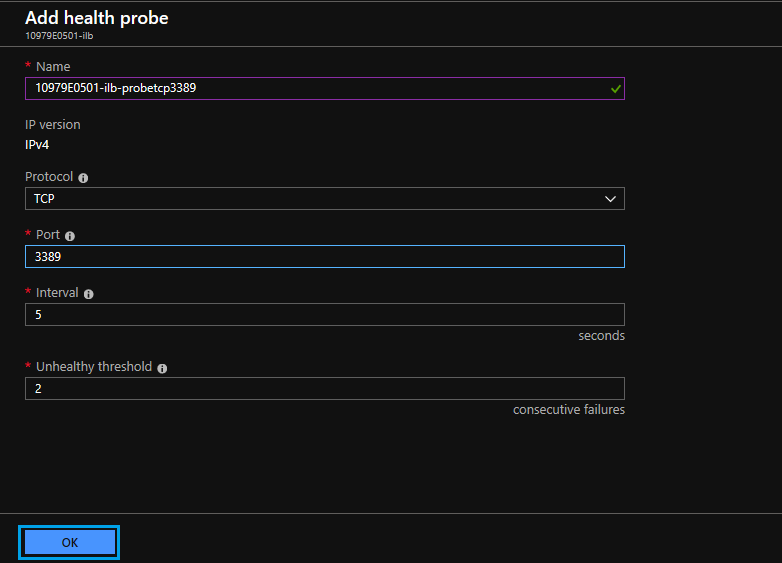 Add health probe
10979E0501-ilb
* Name
10979E0501-ilb-probetcp3389
IP version
IPv4
Protocol
TCP
* Port
3389
* Interval
5
seconds
* Unhealthy threshold
2
consecutive failures
OK